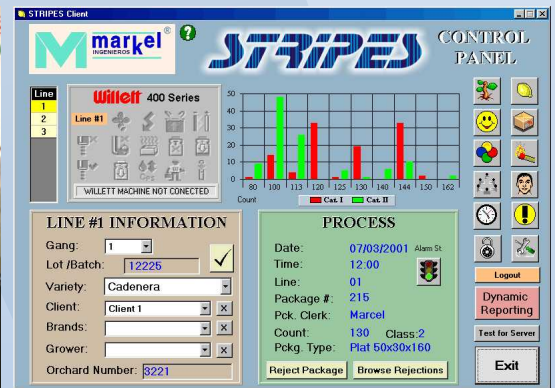 STRIPES Client
Markel®
INGENIEROS
?
STRIPES
CONTROL
PANEL
Line
1
2
3
Willett 400 Series
Line #1
WILLETT MACHINE NOT CONECTED
50
40
30
20
10
0
80 100 113 120 125 130 140 144 150 162
Count
Cat. I Cat. II
LINE #1 INFORMATION
Gang: 1
Lot /Batch: 12225
Variety: Cadenera
Client: Client 1 X
Brands: X
Grower: X
Orchard Number: 3221
PROCESS
Date: 07/03/2001 Alarm St
Time: 12:00
Line: 01
Package #: 215
Pck. Clerk: Marcel
Count: 130 Class:2
Pckg. Type: Plat 50x30x160
Reject Package Browse Rejections
Logout
Dynamic
Reporting
Test for Server
Exit